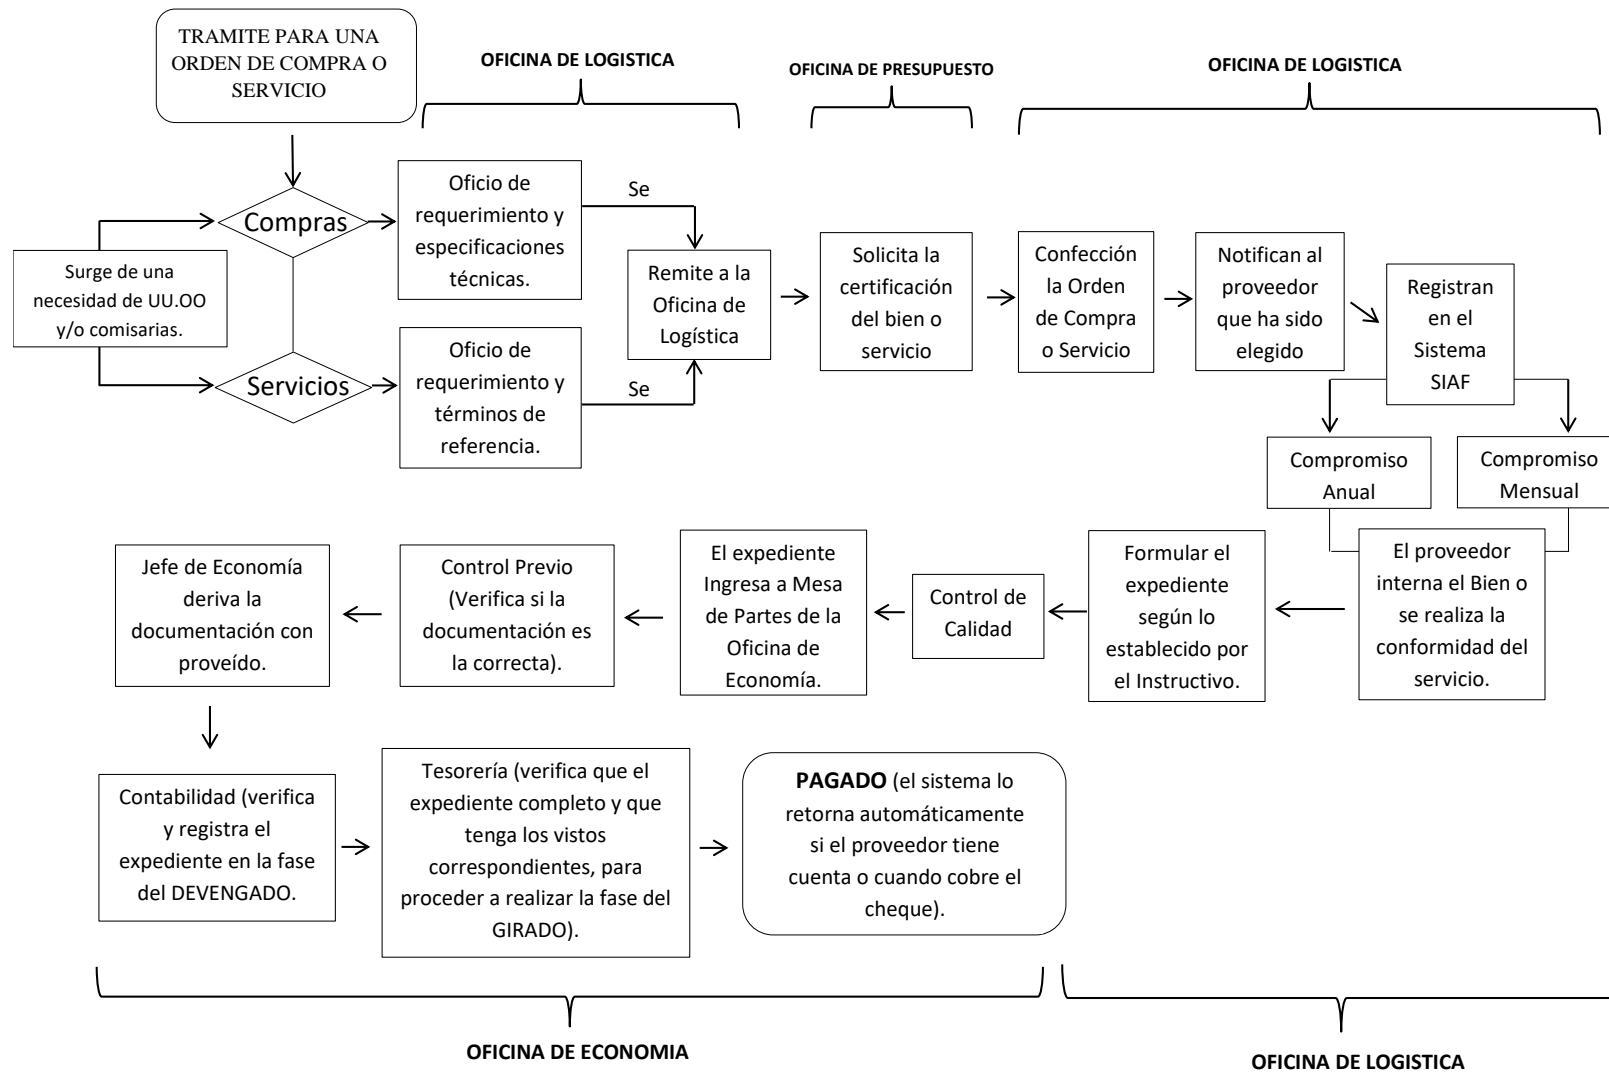 TRAMITE PARA UNA
ORDEN DE COMPRA O
SERVICIO
OFICINA DE LOGISTICA
OFICINA DE PRESUPUESTO
OFICINA DE LOGISTICA
Compras
Surge de una
necesidad de UU.OO
y/o comisarias.
Servicios
Oficio de
requerimiento y
especificaciones
técnicas.
Se
Oficio de
requerimiento y
términos de
referencia.
Se
Remite a la
Oficina de
Logística
Solicita la
certificación
del bien o
servicio
Confección
la Orden
de Compra
o Servicio
Notifican al
proveedor
que ha sido
elegido
Registran
en el
Sistema
SIAF
Compromiso
Anual
Compromiso
Mensual
El proveedor
interna el Bien o
se realiza la
conformidad del
servicio.
Formular el
expediente
según lo
establecido por
el Instructivo.
Control de
Calidad
El expediente
Ingresa a Mesa
de Partes de la
Oficina de
Economía.
Control Previo
(Verifica si la
documentación es
la correcta).
Jefe de Economía
deriva la
documentación con
proveído.
Contabilidad (verifica
y registra el
expediente en la fase
del DEVENGADO.
Tesorería (verifica que el
expediente completo y que
tenga los vistos
correspondientes, para
proceder a realizar la fase del
GIRADO).
PAGADO (el sistema lo
retorna automáticamente
si el proveedor tiene
cuenta o cuando cobre el
cheque).
OFICINA DE ECONOMIA
OFICINA DE LOGISTICA